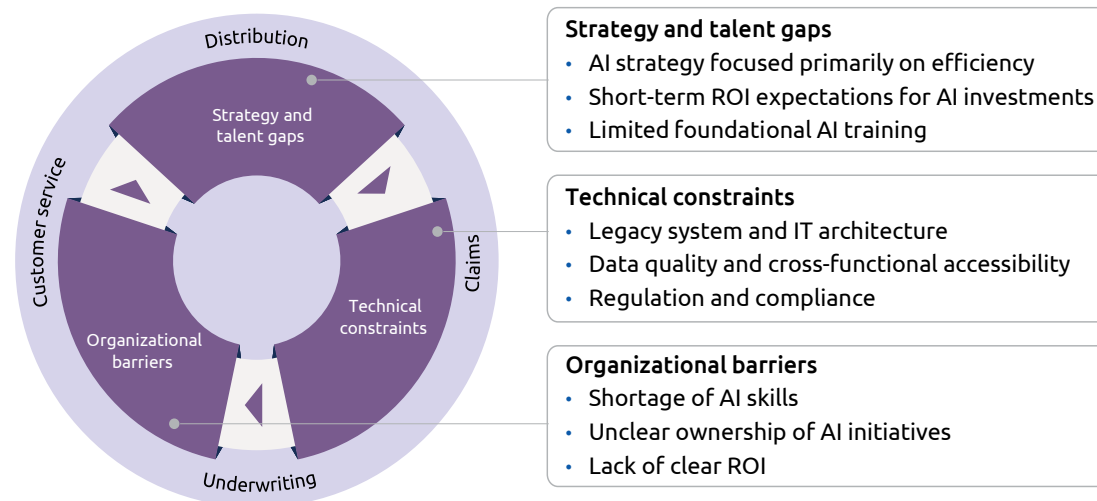 Distribution
Strategy and
talent gaps
Customer service
Claims
Technical
constraints
Organizational
barriers
Underwriting
Strategy and talent gaps
• AI strategy focused primarily on efficiency
• Short-term ROI expectations for AI investments
• Limited foundational AI training
Technical constraints
• Legacy system and IT architecture
• Data quality and cross-functional accessibility
• Regulation and compliance
Organizational barriers
• Shortage of AI skills
• Unclear ownership of AI initiatives
• Lack of clear ROI